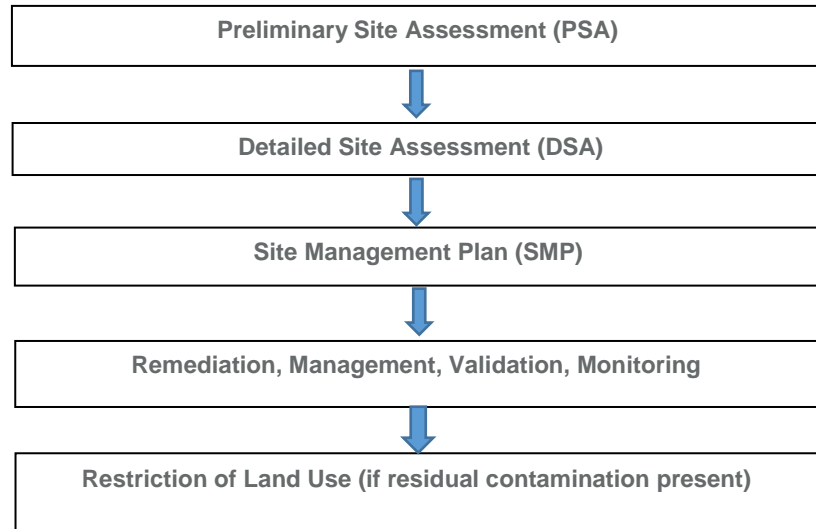 Preliminary Site Assessment (PSA)
Detailed Site Assessment (DSA)
Site Management Plan (SMP)
Remediation, Management, Validation, Monitoring
Restriction of Land Use (if residual contamination present)